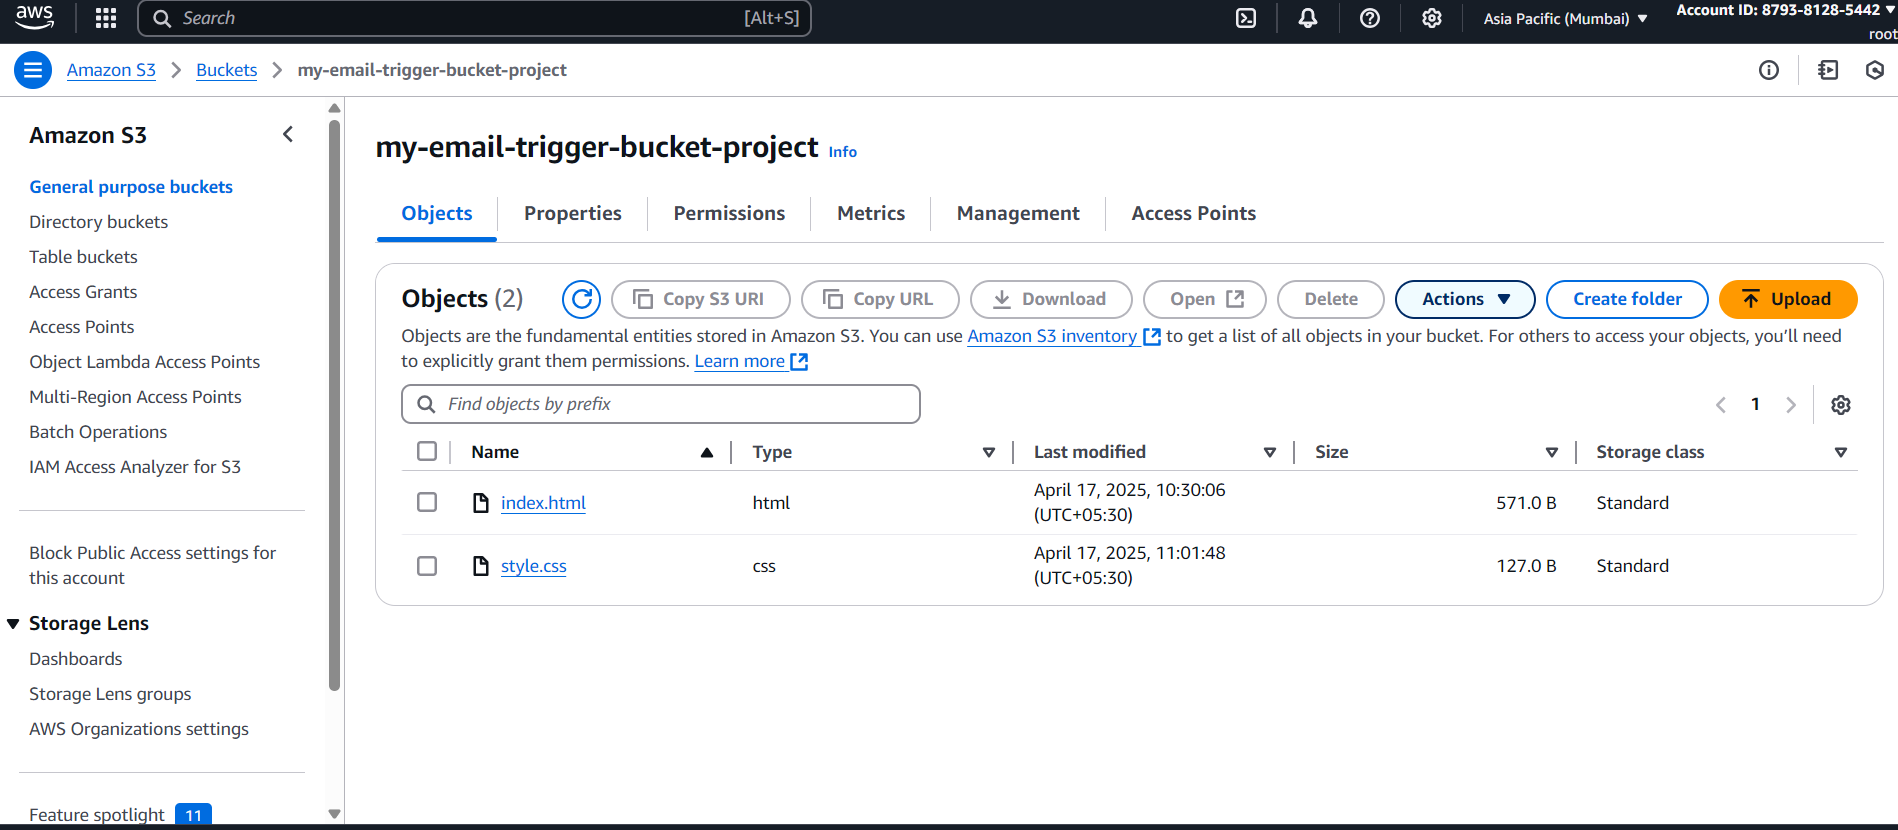 aws
Search
[Alt+S]
Asia Pacific (Mumbai)
Account ID: 8793-8128-5442
root
Amazon S3
Buckets
my-email-trigger-bucket-project
Amazon S3
General purpose buckets
Directory buckets
Table buckets
Access Grants
Access Points
Object Lambda Access Points
Multi-Region Access Points
Batch Operations
IAM Access Analyzer for S3
Block Public Access settings for
this account
Storage Lens
Dashboards
Storage Lens groups
AWS Organizations settings
Feature spotlight 11
my-email-trigger-bucket-project Info
Objects
Properties
Permissions
Metrics
Management
Access Points
Objects (2)
Copy S3 URI
Copy URL
Download
Open
Delete
Actions
Create folder
Upload
Objects are the fundamental entities stored in Amazon S3. You can use Amazon S3 inventory to get a list of all objects in your bucket. For others to access your objects, you’ll need
to explicitly grant them permissions. Learn more
Find objects by prefix
1
Name
Type
Last modified
Size
Storage class
index.html
html
April 17, 2025, 10:30:06
(UTC+05:30)
571.0 B
Standard
style.css
css
April 17, 2025, 11:01:48
(UTC+05:30)
127.0 B
Standard